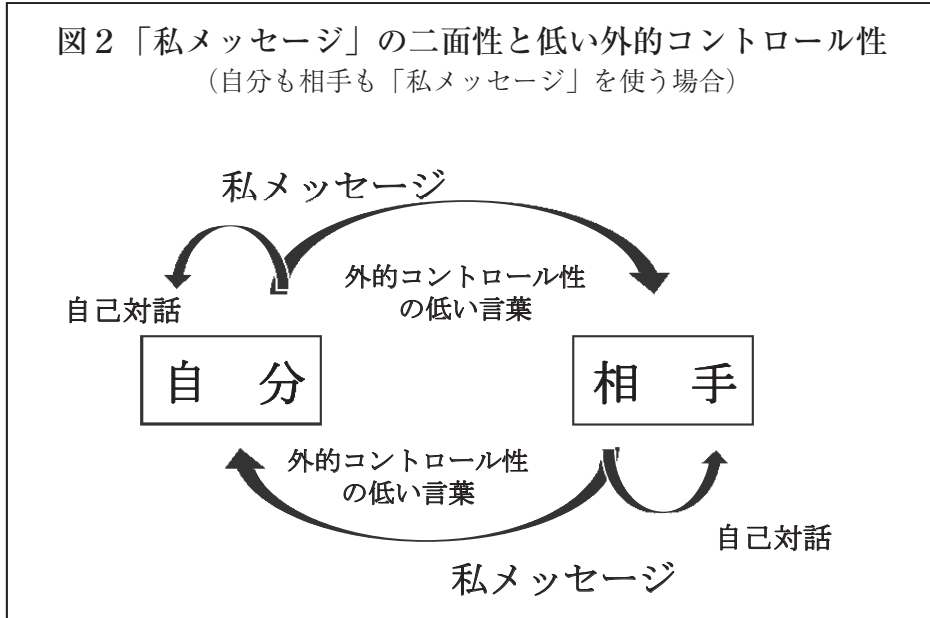 図２「私メッセージ」の二面性と低い外的コントロール性
（自分も相手も「私メッセージ」を使う場合）
私メッセージ
外的コントロール性
の低い言葉
自己対話
自　分
相　手
外的コントロール性
の低い言葉
自己対話
私メッセージ